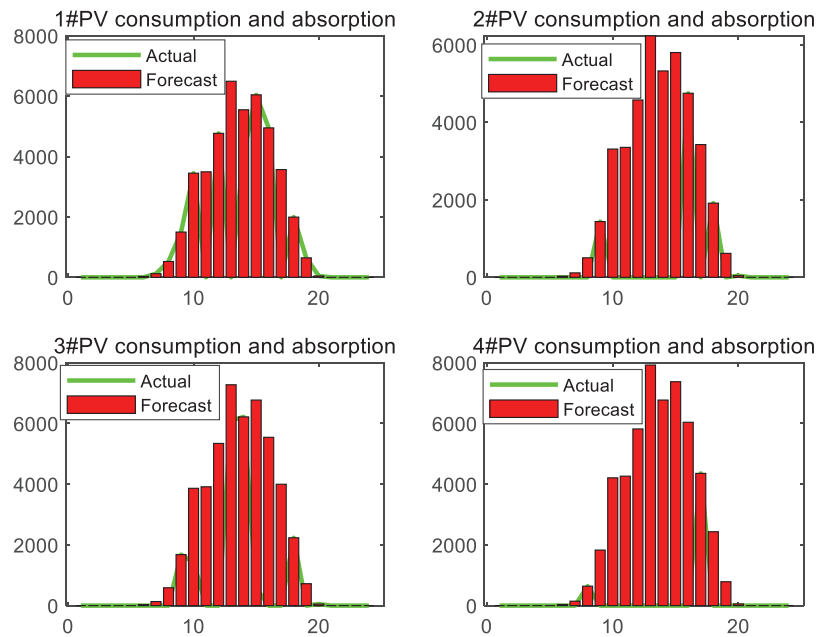 1#PV consumption and absorption
8000
6000
4000
2000
0
0 10 20
Actual
Forecast
2#PV consumption and absorption
6000
4000
2000
0
0 10 20
Actual
Forecast
3#PV consumption and absorption
8000
6000
4000
2000
0
0 10 20
Actual
Forecast
4#PV consumption and absorption
8000
6000
4000
2000
0
0 10 20
Actual
Forecast